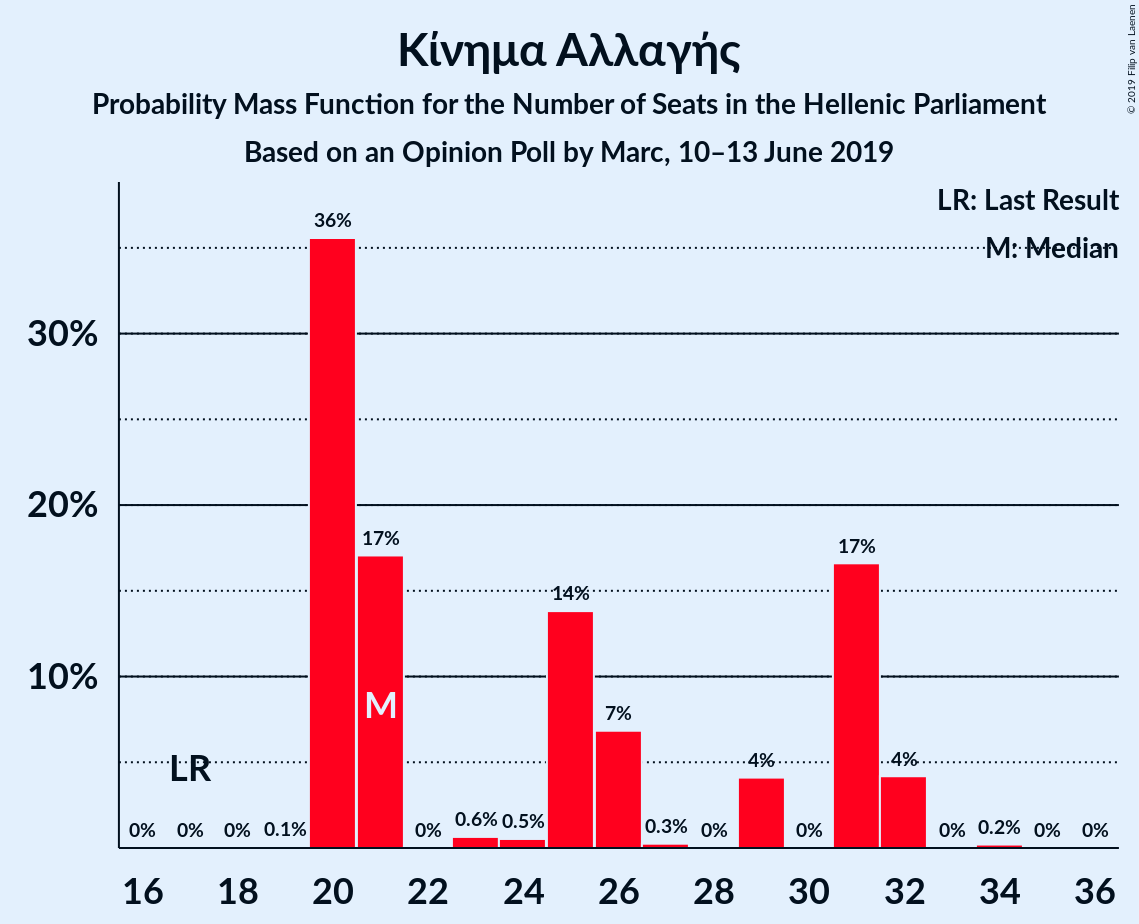 Κίνημα Αλλαγής
Probability Mass Function for the Number of Seats in the Hellenic Parliament
Based on an Opinion Poll by Marc, 10–13 June 2019
© 2019 Filip van Laenen
LR: Last Result
M: Median
30%
20%
10%
0% 0% 0% 0.1% 36% 17% 0% 0.6% 0.5% 14% 7% 0.3% 0% 4% 0% 17% 4% 0% 0.2% 0% 0%
LR
M
16 18 20 22 24 26 28 30 32 34 36